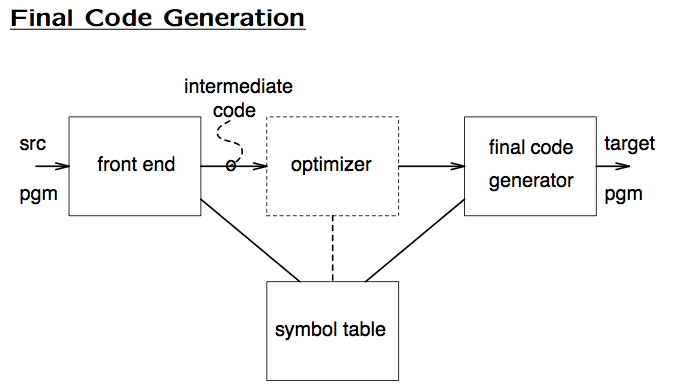 Final Code Generation
intermediate
code
src
pgm
front end
optimizer
final code
generator
target
pgm
symbol table